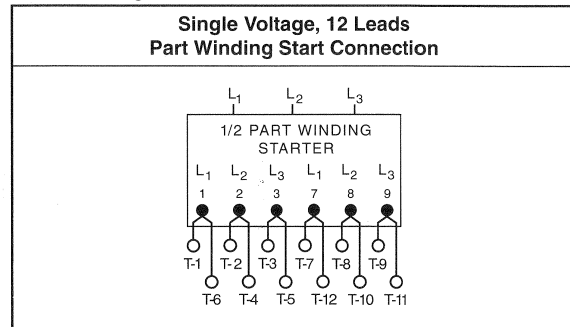 Single Voltage, 12 Leads
Part Winding Start Connection
L1 L2 L3
1/2 PART WINDING
STARTER
L1 L2 L3 L1 L2 L3
1 2 3 7 8 9
T-1 T-2 T-3 T-7 T-8 T-9
T-6 T-4 T-5 T-12 T-10 T-11